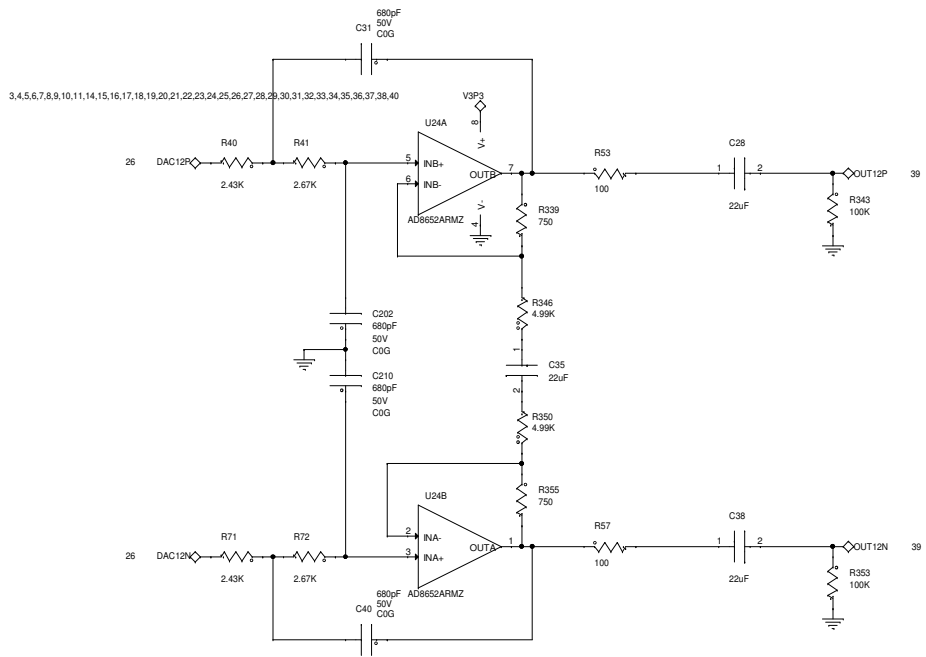 680pF
50V
C0G
C31
3,4,5,6,7,8,9,10,11,14,15,16,17,18,19,20,21,22,23,24,25,26,27,28,29,30,31,32,33,34,35,36,37,38,40
V3P3
8
V+
U24A
R40
R41
26
DAC12P
5
INB+
6
INB-
OUTB
7
2.43K
2.67K
AD8652ARMZ
V-
4
R53
100
C28
1
2
22uF
OUT12P
39
R339
750
R343
100K
R346
4.99K
C202
680pF
50V
C0G
1
C35
22uF
2
C210
680pF
50V
C0G
R350
4.99K
R355
750
U24B
2
INA-
3
INA+
OUTA
1
AD8652ARMZ
R71
R72
26
DAC12N
2.43K
2.67K
R57
100
C38
1
2
22uF
OUT12N
39
R353
100K
680pF
50V
C0G
C40